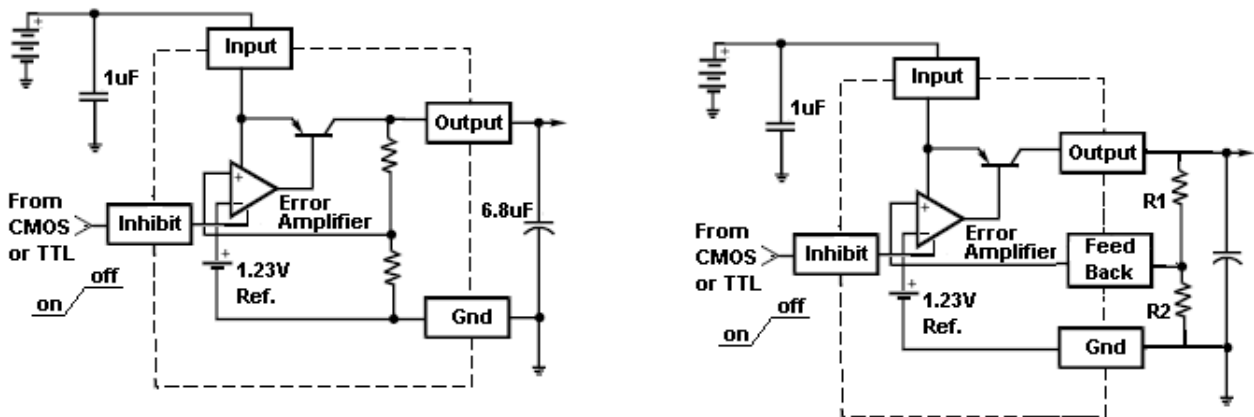 +
Input
1uF
Output
+
−
Error
Amplifier
6.8uF
From
CMOS
or TTL
Inhibit
+
1.23V
Ref.
off
on
Gnd
+
Input
1uF
Output
R1
+
−
Error
Amplifier
From
CMOS
or TTL
Inhibit
Feed
Back
+
1.23V
Ref.
R2
off
on
Gnd